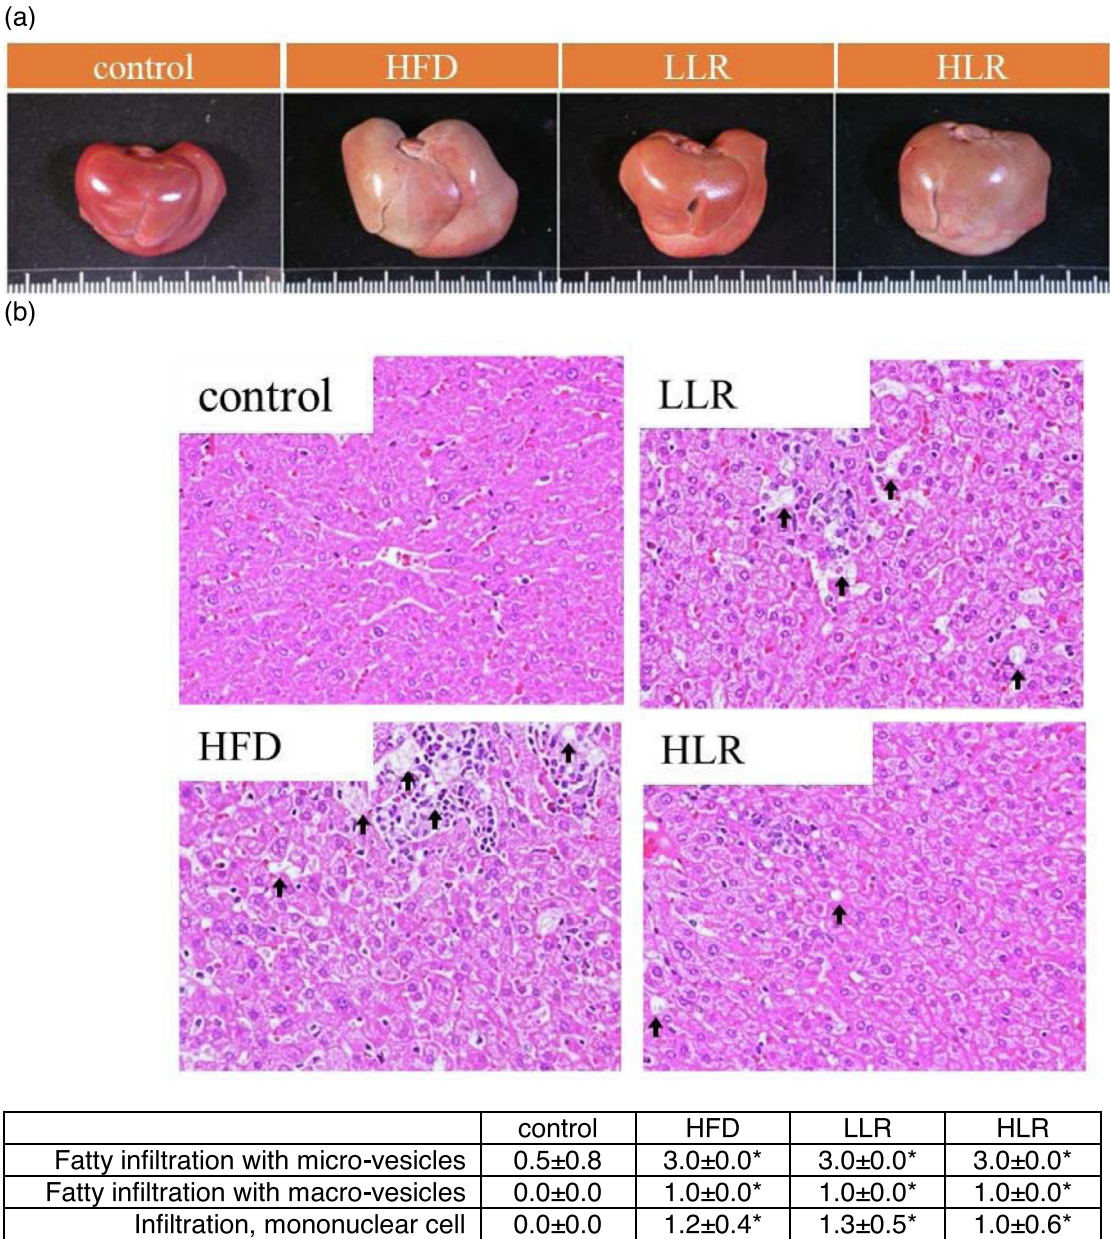 (a)
control HFD LLR HLR
(b)
control
LLR
HFD
HLR
control HFD LLR HLR
Fatty infiltration with micro-vesicles 0.5±0.8 3.0±0.0* 3.0±0.0* 3.0±0.0*
Fatty infiltration with macro-vesicles 0.0±0.0 1.0±0.0* 1.0±0.0* 1.0±0.0*
Infiltration, mononuclear cell 0.0±0.0 1.2±0.4* 1.3±0.5* 1.0±0.6*